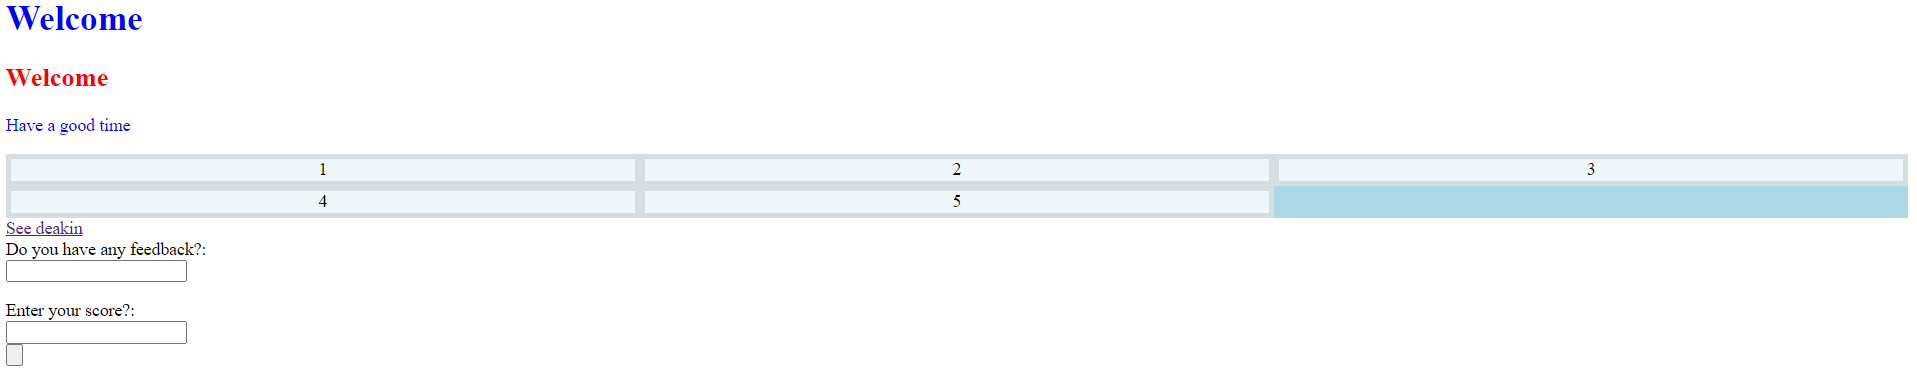 Welcome
Welcome
Have a good time
1 2 3
4 5
See deakin
Do you have any feedback?:
Enter your score?: